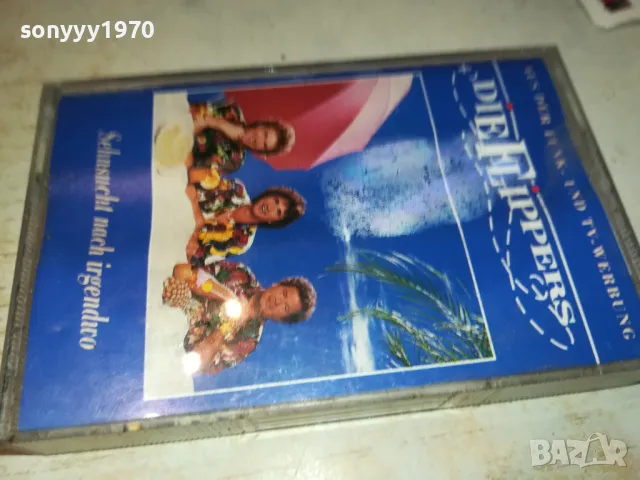 sonyyy1970
AUS DER FUNK- UND TV-WERBUNG
DIE FLIPPERS
Sehnsucht nach irgendwo
BAZAR